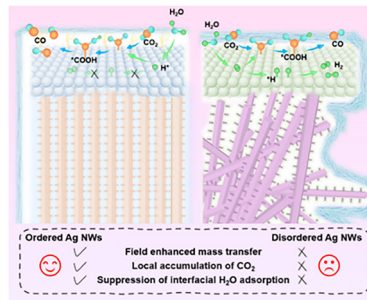 H₂O
CO
CO₂
*COOH
H⁺
H₂O
CO₂
CO
*COOH
*H
H₂
Ordered Ag NWs
Disordered Ag NWs
Field enhanced mass transfer
Local accumulation of CO₂
Suppression of interfacial H₂O adsorption